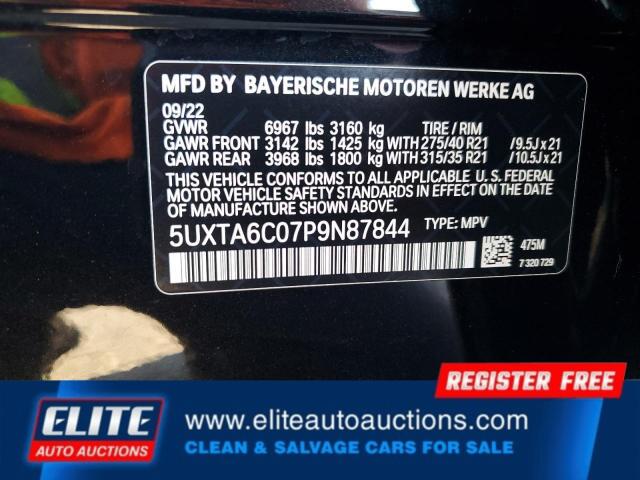 MFD BY BAYERISCHE MOTOREN WERKE AG
09/22
GVWR 6967 lbs 3160 kg TIRE / RIM
GAWR FRONT 3142 lbs 1425 kg WITH 275/40 R21 /9.5J x 21
GAWR REAR 3968 lbs 1800 kg WITH 315/35 R21 /10.5J x 21
THIS VEHICLE CONFORMS TO ALL APPLICABLE U. S. FEDERAL
MOTOR VEHICLE SAFETY STANDARDS IN EFFECT ON THE DATE
OF MANUFACTURE SHOWN ABOVE.
5UXTA6C07P9N87844 TYPE: MPV
475M
7 320 729
REGISTER FREE
ELITE
AUTO AUCTIONS
www.eliteautoauctions.com
CLEAN & SALVAGE CARS FOR SALE